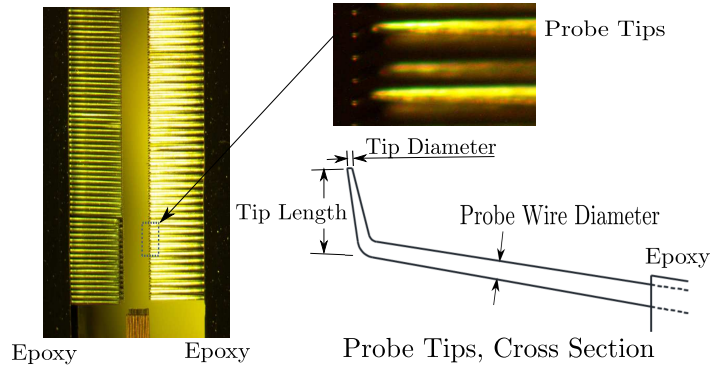 Probe Tips
Tip Diameter
Tip Length
Probe Wire Diameter
Epoxy
Epoxy
Epoxy
Probe Tips, Cross Section